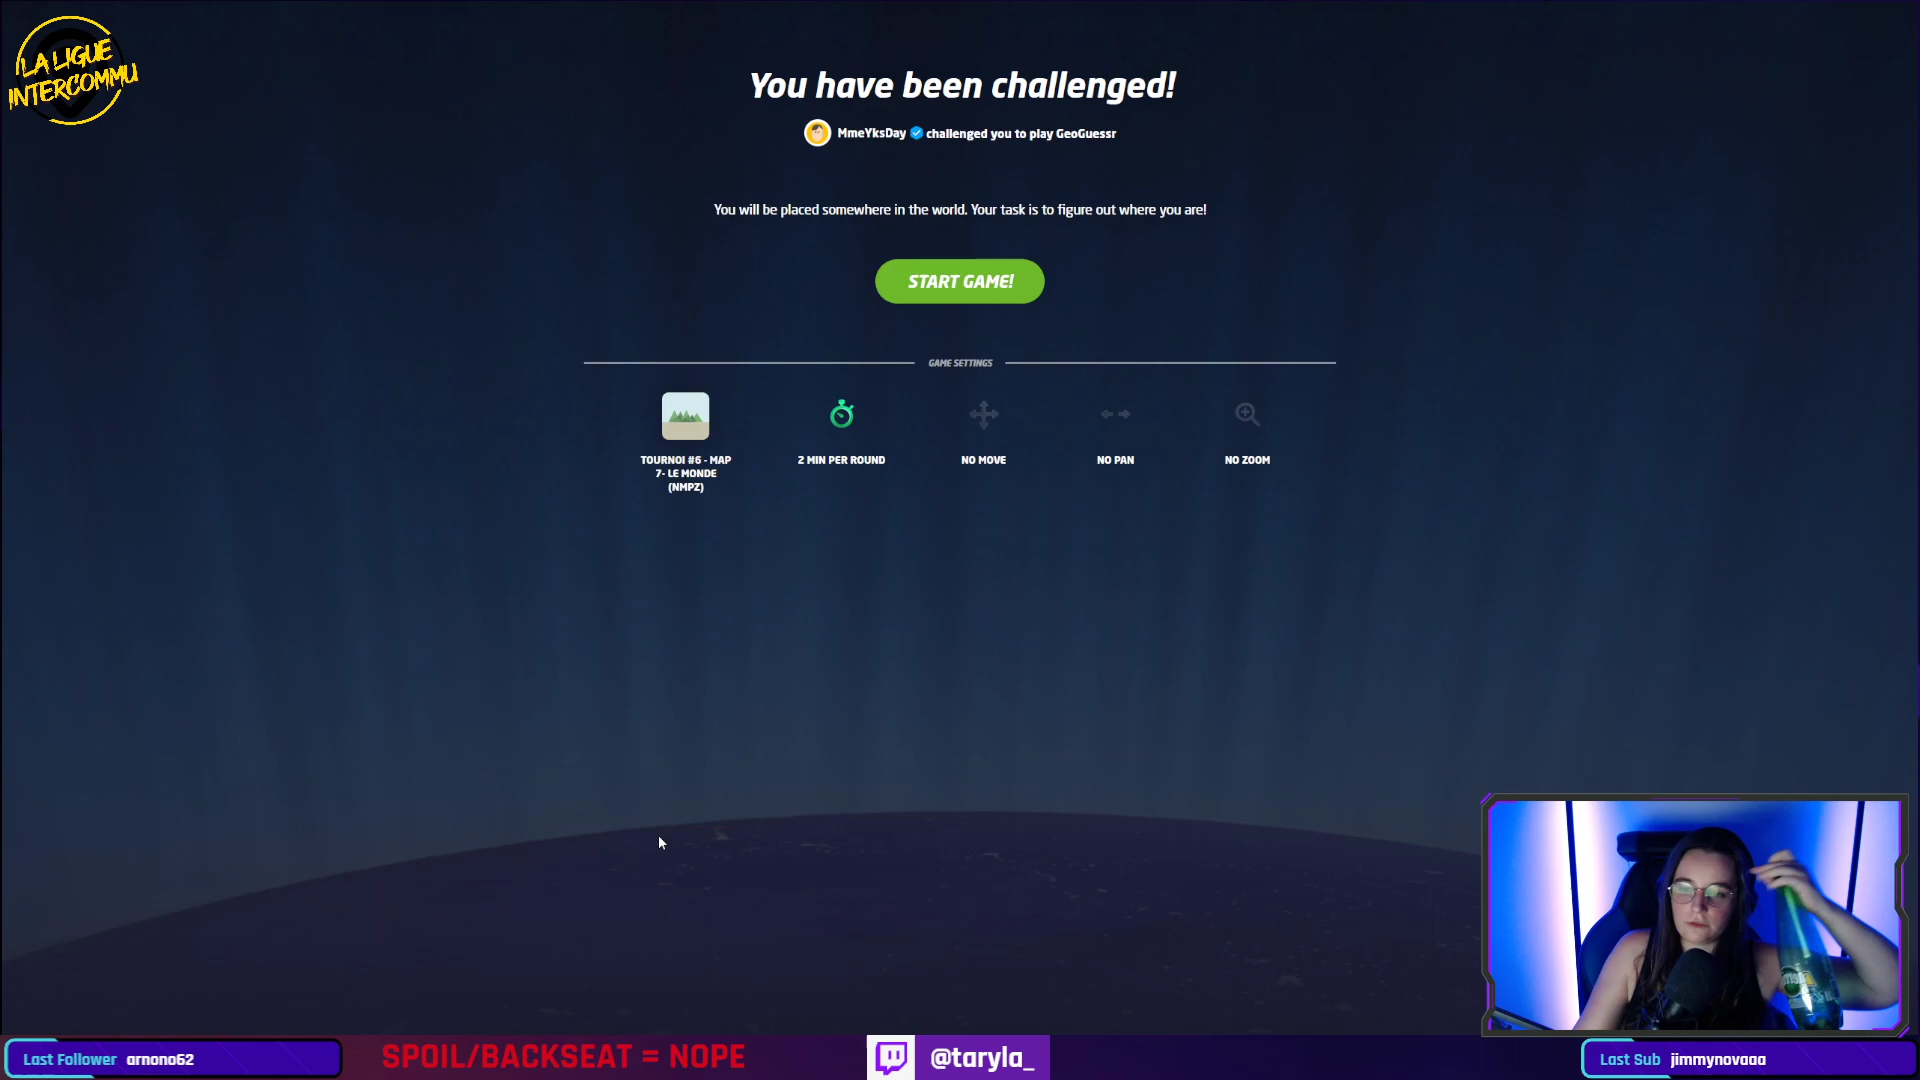 LA LIGUE
INTERCOMMU
You have been challenged!
MmeYksDay challenged you to play GeoGuessr
You will be placed somewhere in the world. Your task is to figure out where you are!
START GAME!
GAME SETTINGS
TOURNOI #6 - MAP
7- LE MONDE
(NMPZ)
2 MIN PER ROUND
NO MOVE
NO PAN
NO ZOOM
Last Follower arnono62
SPOIL/BACKSEAT = NOPE
@taryla_
Last Sub jimmynovaaa